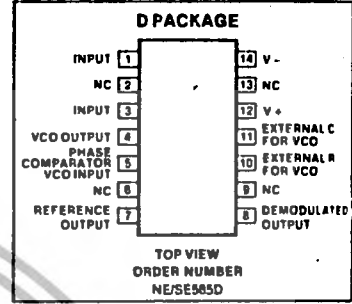 D PACKAGE
INPUT 1
14 V-
NC 2
13 NC
INPUT 3
12 V+
VCO OUTPUT 4
11 EXTERNAL C
FOR VCO
PHASE
COMPARATOR 5
VCO INPUT
10 EXTERNAL R
FOR VCO
NC 6
9 NC
REFERENCE 7
OUTPUT
8 DEMODULATED
OUTPUT
TOP VIEW
ORDER NUMBER
NE/SE565D